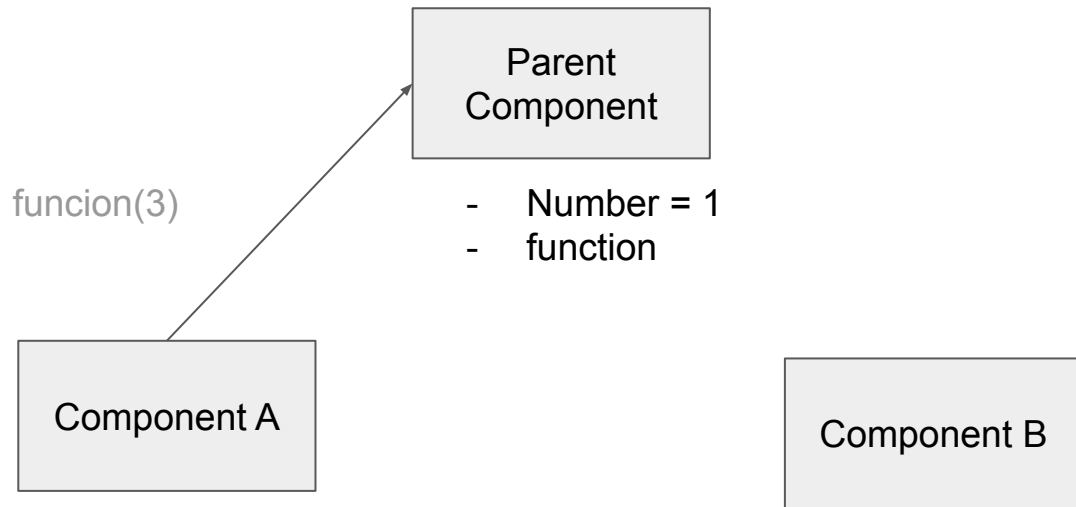 Parent
Component
funcion(3)
- Number = 1
- function
Component A
Component B